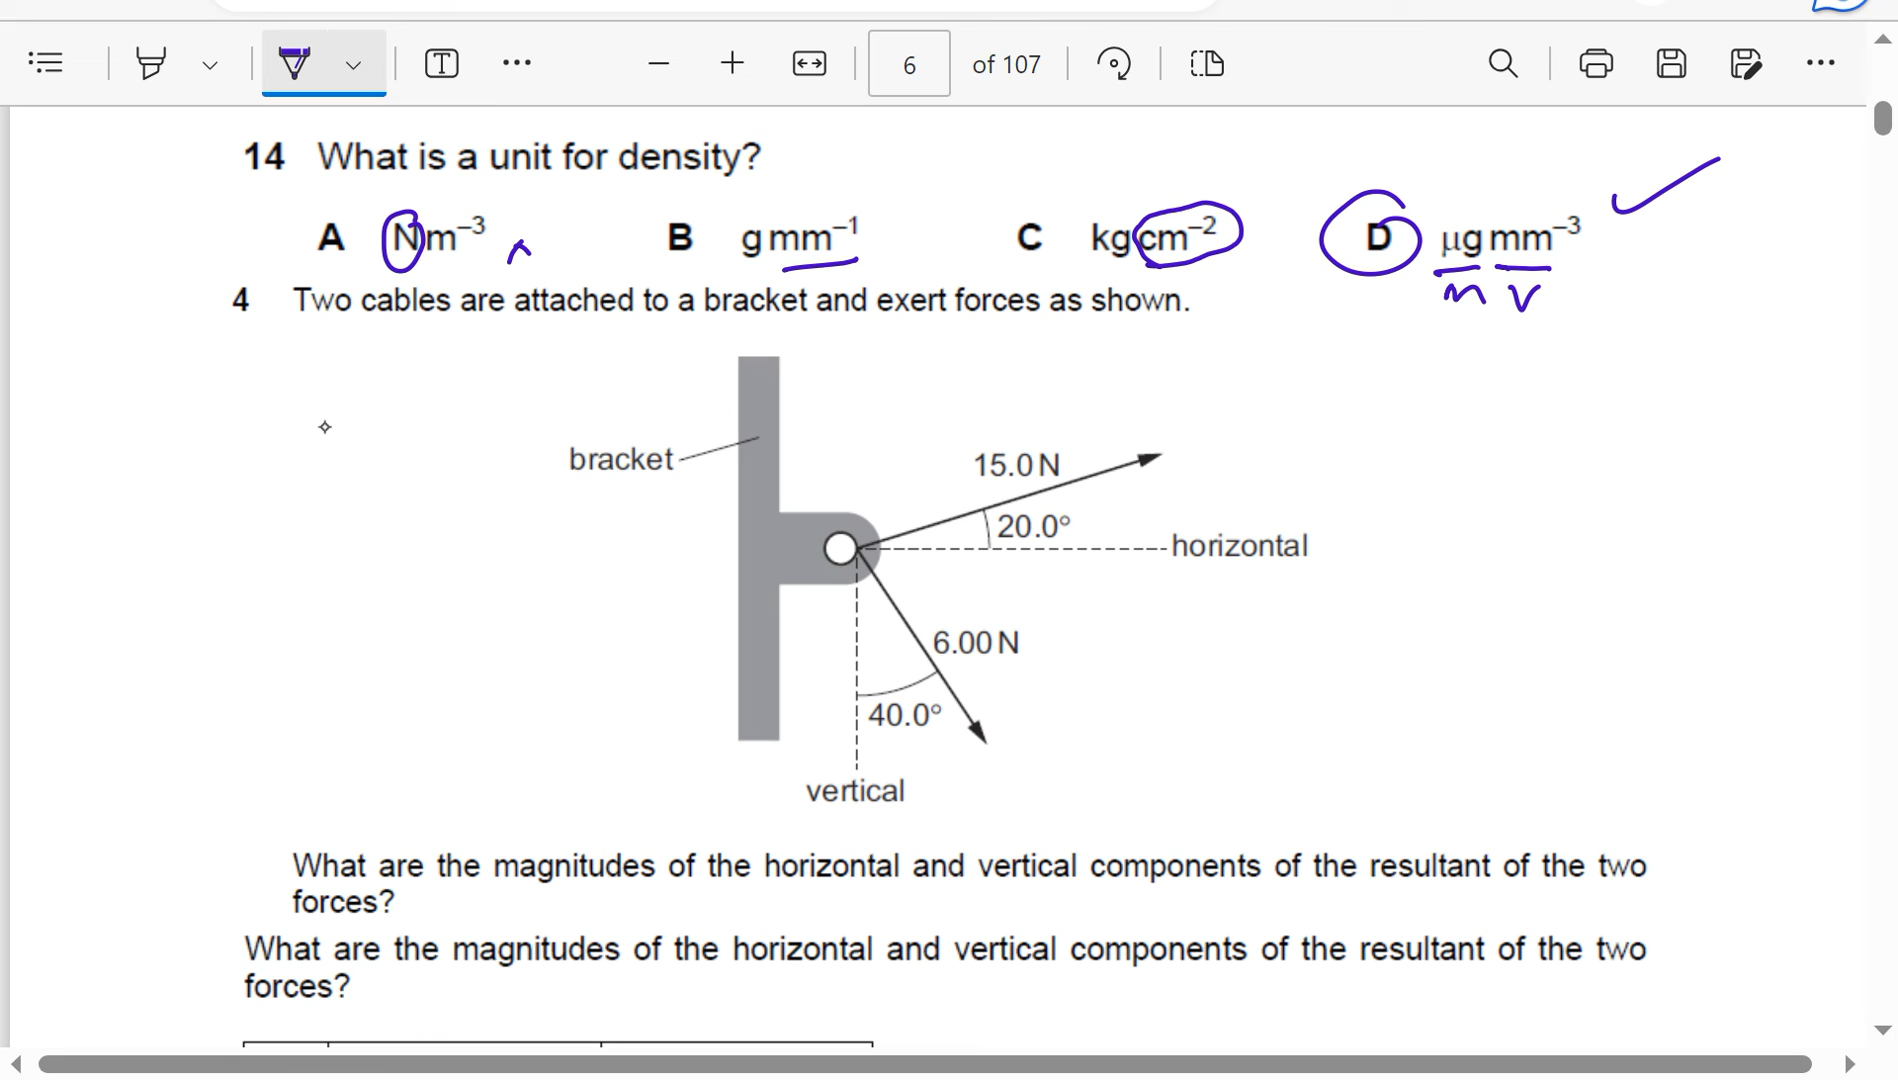 6 of 107
14 What is a unit for density?
A N m⁻³ B g mm⁻¹ C kg cm⁻² D μg mm⁻³
m v
4 Two cables are attached to a bracket and exert forces as shown.
bracket
15.0 N
20.0°
horizontal
6.00 N
40.0°
vertical
What are the magnitudes of the horizontal and vertical components of the resultant of the two
forces?
What are the magnitudes of the horizontal and vertical components of the resultant of the two
forces?